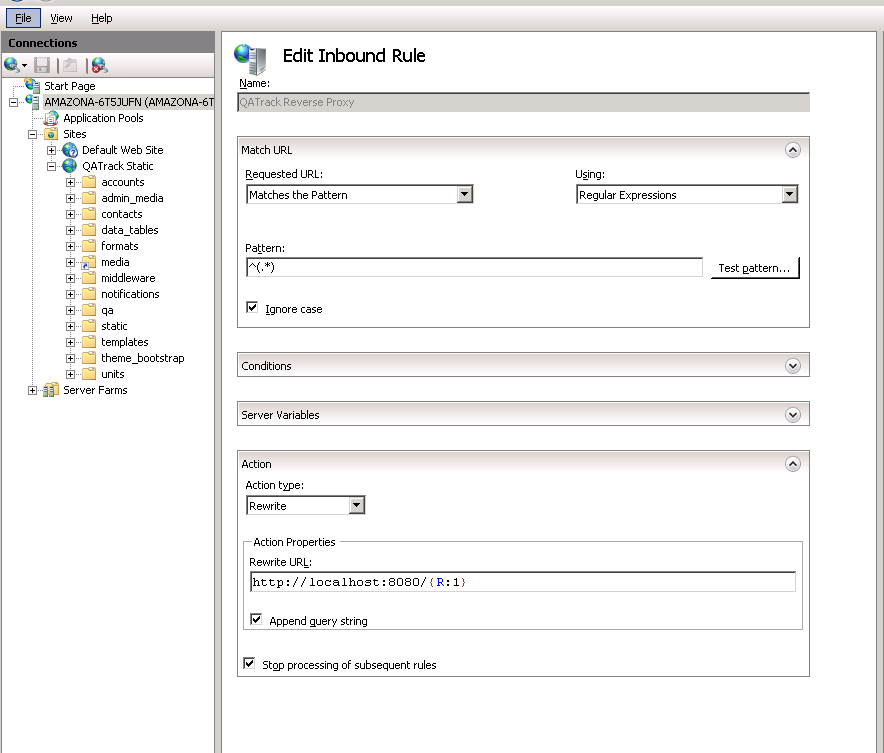 File View Help
Connections
Start Page
AMAZONA-6T5JUFN (AMAZONA-6T
Application Pools
Sites
Default Web Site
QATrack Static
accounts
admin_media
contacts
data_tables
formats
media
middleware
notifications
qa
static
templates
theme_bootstrap
units
Server Farms
Edit Inbound Rule
Name:
QATrack Reverse Proxy
Match URL
Requested URL: Using:
Matches the Pattern Regular Expressions
Pattern:
^(.*) Test pattern...
Ignore case
Conditions
Server Variables
Action
Action type:
Rewrite
Action Properties
Rewrite URL:
http://localhost:8080/{R:1}
Append query string
Stop processing of subsequent rules